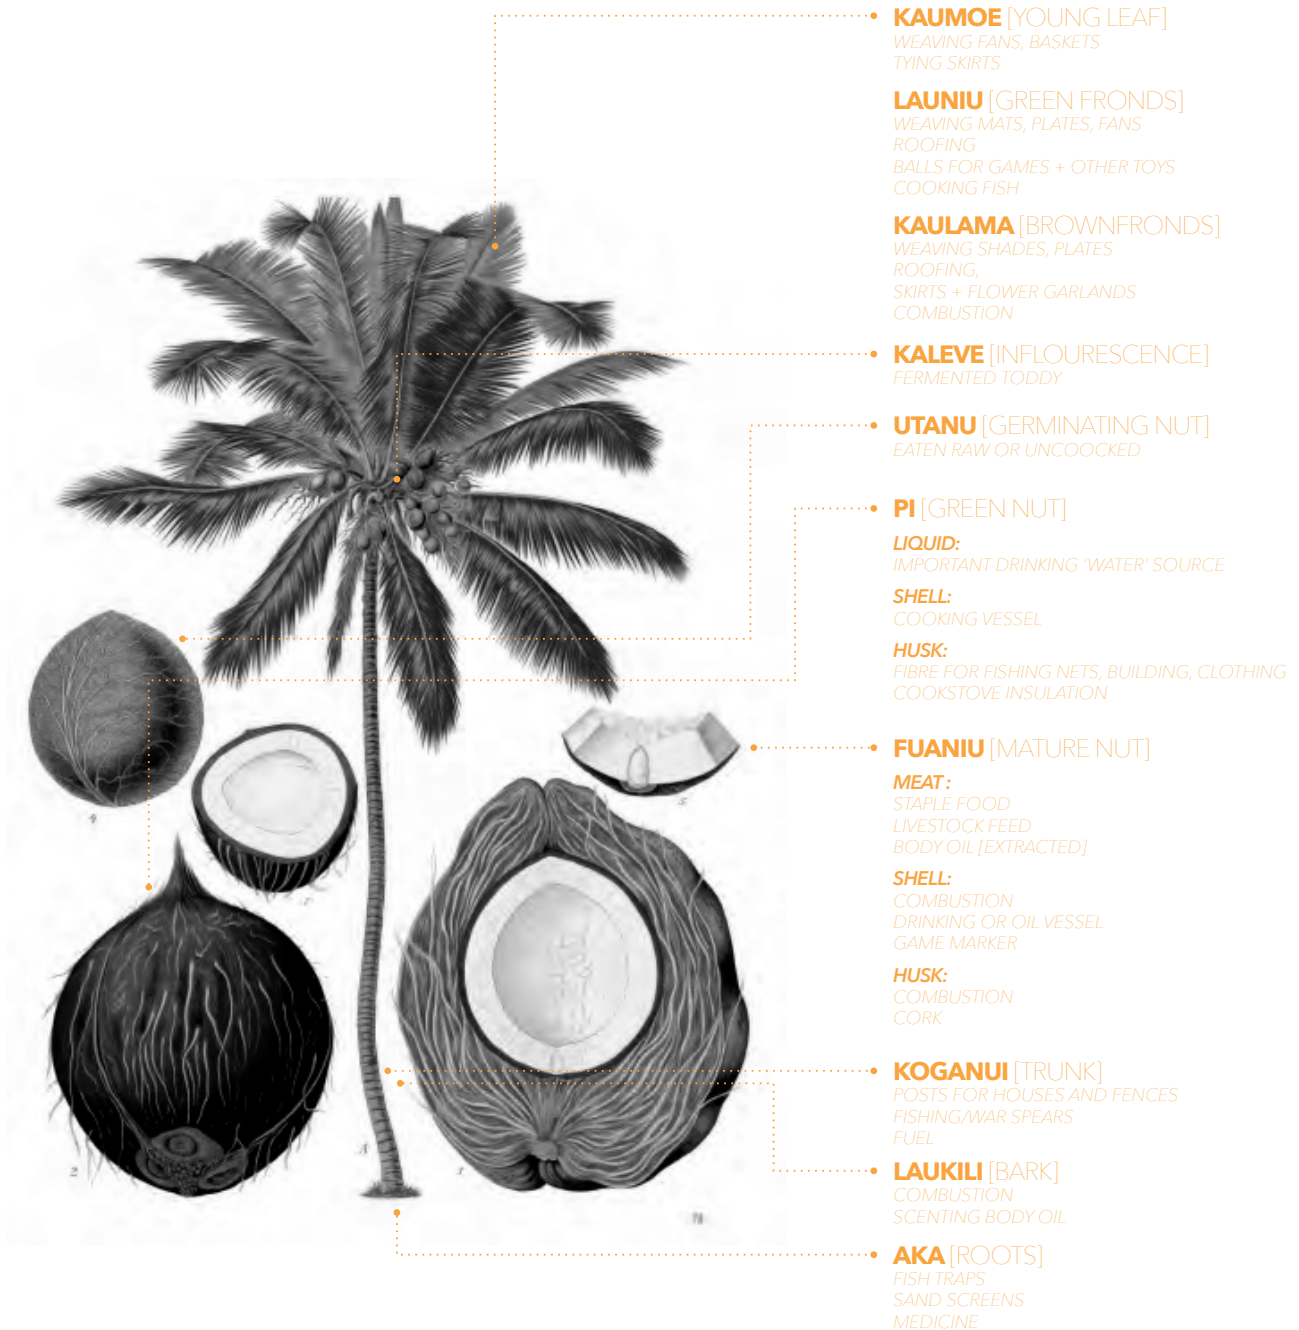 KAUMOE [YOUNG LEAF]
WEAVING FANS, BASKETS
TYING SKIRTS
LAUNIU [GREEN FRONDS]
WEAVING MATS, PLATES, FANS
ROOFING
BALLS FOR GAMES + OTHER TOYS
COOKING FISH
KAULAMA [BROWNFRONDS]
WEAVING SHADES, PLATES
ROOFING,
SKIRTS + FLOWER GARLANDS
COMBUSTION
KALEVE [INFLOURESCENCE]
FERMENTED TODDY
UTANU [GERMINATING NUT]
EATEN RAW OR UNCOOCKED
PI [GREEN NUT]
LIQUID:
IMPORTANT DRINKING 'WATER' SOURCE
SHELL:
COOKING VESSEL
HUSK:
FIBRE FOR FISHING NETS, BUILDING, CLOTHING
COOKSTOVE INSULATION
FUANIU [MATURE NUT]
MEAT :
STAPLE FOOD
LIVESTOCK FEED
BODY OIL [EXTRACTED]
SHELL:
COMBUSTION
DRINKING OR OIL VESSEL
GAME MARKER
HUSK:
COMBUSTION
CORK
KOGANUI [TRUNK]
POSTS FOR HOUSES AND FENCES
FISHING/WAR SPEARS
FUEL
LAUKILI [BARK]
COMBUSTION
SCENTING BODY OIL
AKA [ROOTS]
FISH TRAPS
SAND SCREENS
MEDICINE
4
2